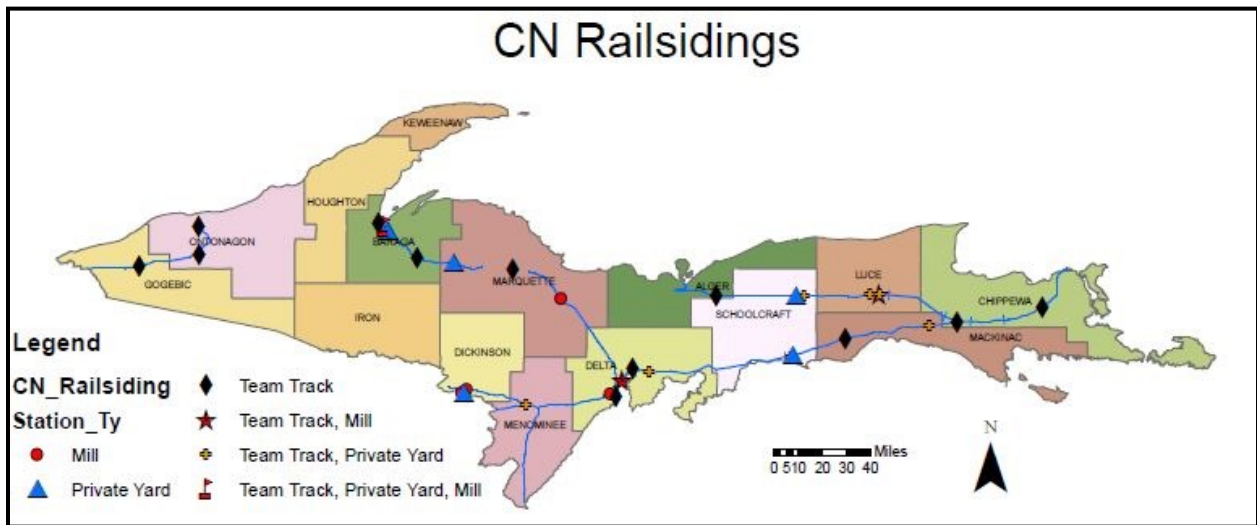 CN Railsidings
KEWEENAW
HOUGHTON
ONTONAGON
BARAGA
GOGEBIC
MARQUETTE
ALGER
LUCE
CHIPPEWA
IRON
SCHOOLCRAFT
MACKINAC
DICKINSON
DELTA
MENOMINEE
Legend
CN_Railsiding
Team Track
Station_Ty
Team Track, Mill
Mill
Team Track, Private Yard
Private Yard
Team Track, Private Yard, Mill
Miles
0 5 10 20 30 40
N